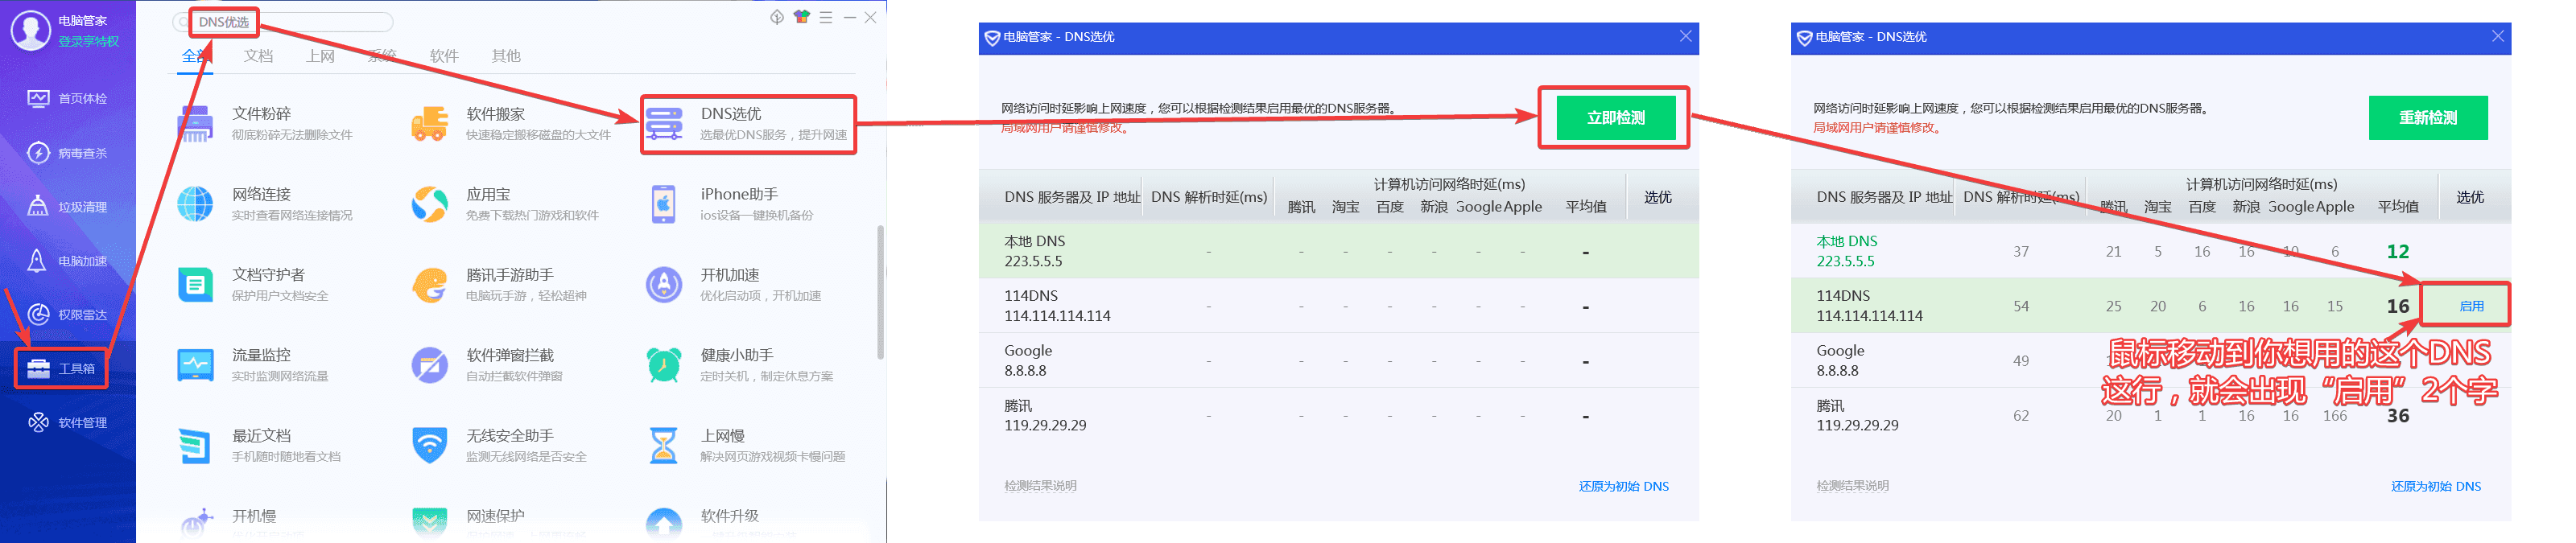 电脑管家
登录享特权
首页体检
病毒查杀
垃圾清理
电脑加速
权限雷达
工具箱
软件管理
DNS优选
全部 文档 上网 系统 软件 其他
文件粉碎
彻底粉碎无法删除文件
软件搬家
快速稳定搬移磁盘的大文件
DNS选优
选最优DNS服务，提升网速
网络连接
实时查看网络连接情况
应用宝
免费下载热门游戏和软件
iPhone助手
ios设备一键换机备份
文档守护者
保护用户文档安全
腾讯手游助手
电脑玩手游，轻松超神
开机加速
优化启动项，开机加速
流量监控
实时监测网络流量
软件弹窗拦截
自动拦截软件弹窗
健康小助手
定时关机，制定休息方案
最近文档
手机随时随地看文档
无线安全助手
监测无线网络是否安全
上网慢
解决网页游戏视频卡慢问题
开机慢
网速保护
软件升级
电脑管家 - DNS选优
网络访问时延影响上网速度，您可以根据检测结果启用最优的DNS服务器。
局域网用户请谨慎修改。
立即检测
DNS 服务器及 IP 地址 DNS 解析时延(ms) 计算机访问网络时延(ms) 选优
腾讯 淘宝 百度 新浪 Google Apple 平均值
本地 DNS
223.5.5.5 - - - - - - - -
114DNS
114.114.114.114 - - - - - - - -
Google
8.8.8.8 - - - - - - - -
腾讯
119.29.29.29 - - - - - - - -
检测结果说明 还原为初始 DNS
电脑管家 - DNS选优
网络访问时延影响上网速度，您可以根据检测结果启用最优的DNS服务器。
局域网用户请谨慎修改。
重新检测
DNS 服务器及 IP 地址 DNS 解析时延(ms) 计算机访问网络时延(ms) 选优
腾讯 淘宝 百度 新浪 Google Apple 平均值
本地 DNS
223.5.5.5 37 21 5 16 16 10 6 12
114DNS
114.114.114.114 54 25 20 6 16 16 15 16 启用
Google
8.8.8.8 49
鼠标移动到你想用的这个DNS
这行，就会出现“启用”2个字
腾讯
119.29.29.29 62 20 1 1 16 16 166 36
检测结果说明 还原为初始 DNS